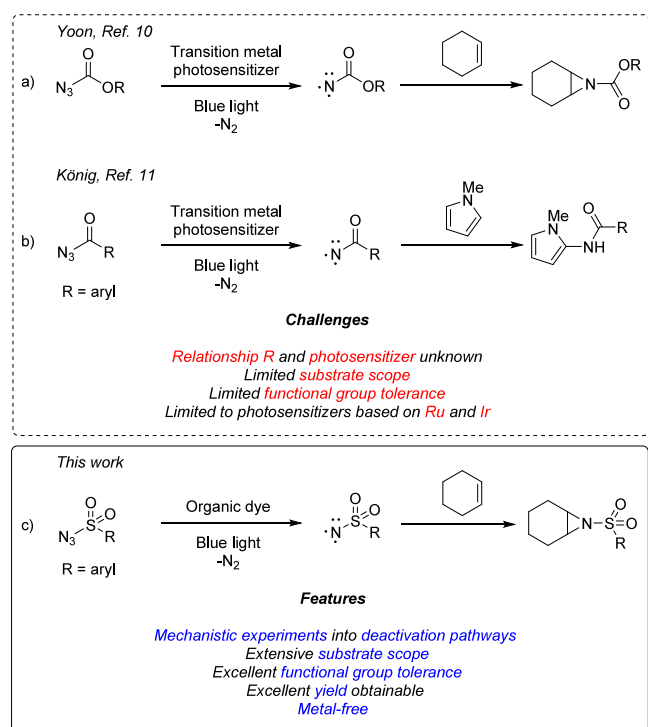 Yoon, Ref. 10
a)
N3
O
OR
Transition metal
photosensitizer
Blue light
-N2
N
O
OR
N
OR
O
König, Ref. 11
b)
N3
O
R
R = aryl
Transition metal
photosensitizer
Blue light
-N2
N
O
R
N
Me
N
Me
NH
O
R
Challenges
Relationship R and photosensitizer unknown
Limited substrate scope
Limited functional group tolerance
Limited to photosensitizers based on Ru and Ir
This work
c)
N3
O
S
O
R
R = aryl
Organic dye
Blue light
-N2
N
O
S
O
R
N
S
O
O
R
Features
Mechanistic experiments into deactivation pathways
Extensive substrate scope
Excellent functional group tolerance
Excellent yield obtainable
Metal-free